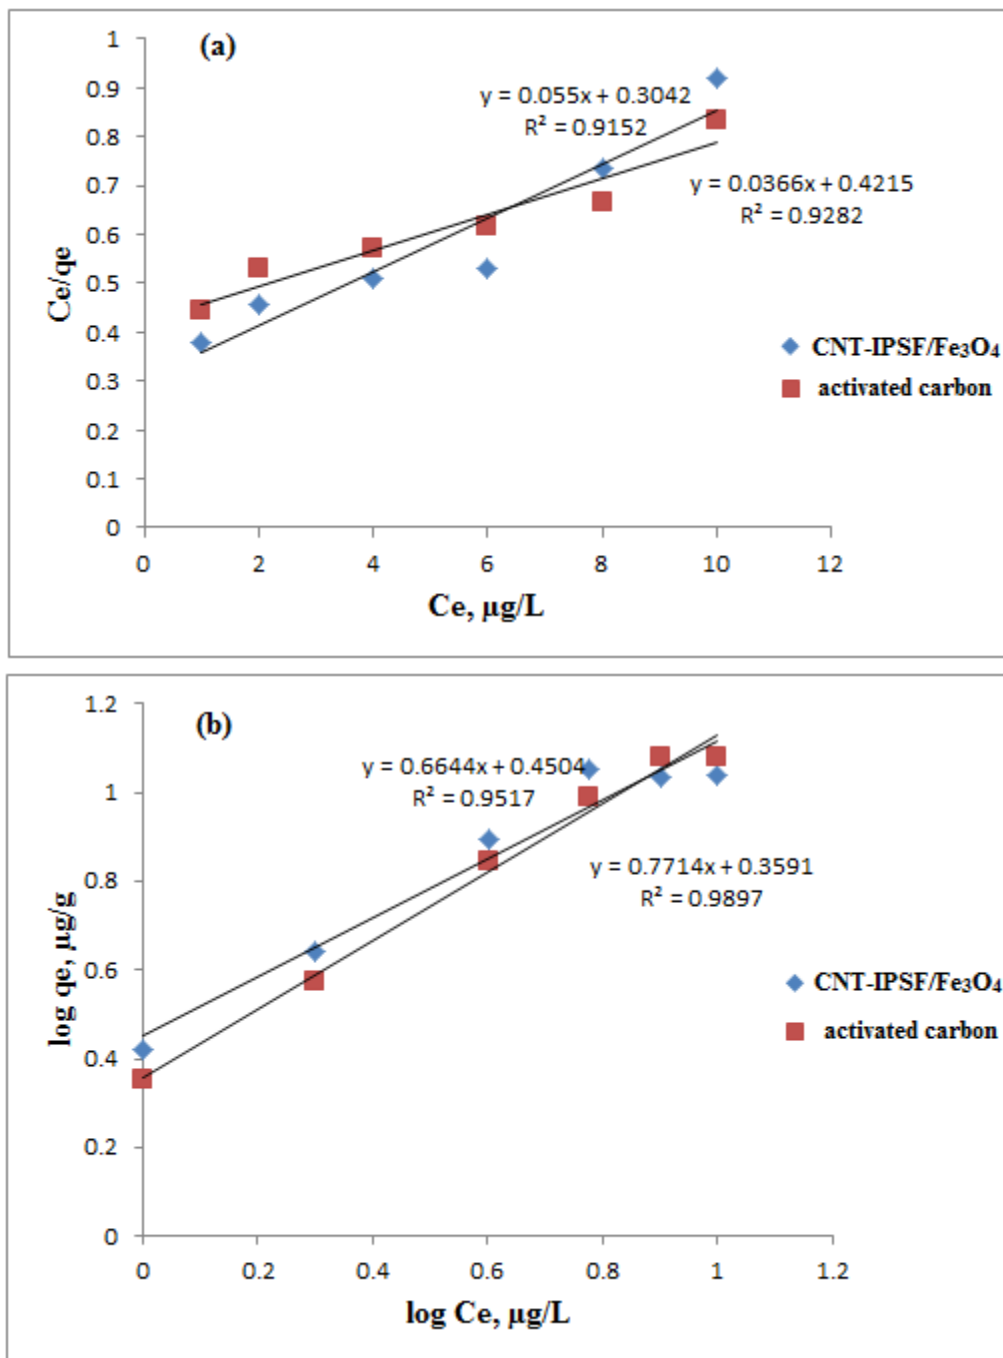 (a)
1
0.9
0.8
0.7
0.6
0.5
0.4
0.3
0.2
0.1
0
y = 0.055x + 0.3042
R² = 0.9152
y = 0.0366x + 0.4215
R² = 0.9282
Ce/qe
CNT-IPSF/Fe₃O₄
activated carbon
0 2 4 6 8 10 12
Ce, µg/L
(b)
1.2
1
0.8
0.6
0.4
0.2
0
y = 0.6644x + 0.4504
R² = 0.9517
y = 0.7714x + 0.3591
R² = 0.9897
log qe, µg/g
CNT-IPSF/Fe₃O₄
activated carbon
0 0.2 0.4 0.6 0.8 1 1.2
log Ce, µg/L